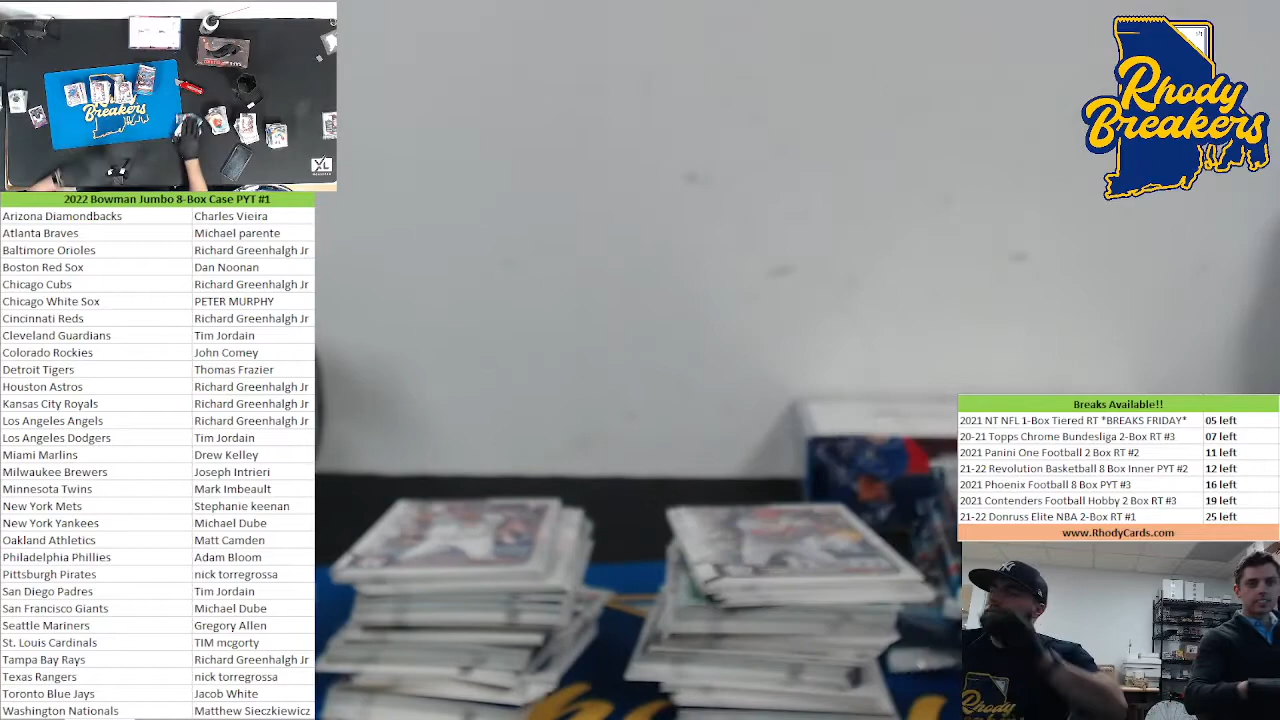 Rhody
Breakers
Breakers
XL
2022 Bowman Jumbo 8-Box Case PYT #1
Arizona Diamondbacks Charles Vieira
Atlanta Braves Michael parente
Baltimore Orioles Richard Greenhalgh Jr
Boston Red Sox Dan Noonan
Chicago Cubs Richard Greenhalgh Jr
Chicago White Sox PETER MURPHY
Cincinnati Reds Richard Greenhalgh Jr
Cleveland Guardians Tim Jordain
Colorado Rockies John Comey
Detroit Tigers Thomas Frazier
Houston Astros Richard Greenhalgh Jr
Kansas City Royals Richard Greenhalgh Jr
Los Angeles Angels Richard Greenhalgh Jr
Los Angeles Dodgers Tim Jordain
Miami Marlins Drew Kelley
Milwaukee Brewers Joseph Intrieri
Minnesota Twins Mark Imbeault
New York Mets Stephanie keenan
New York Yankees Michael Dube
Oakland Athletics Matt Camden
Philadelphia Phillies Adam Bloom
Pittsburgh Pirates nick torregrossa
San Diego Padres Tim Jordain
San Francisco Giants Michael Dube
Seattle Mariners Gregory Allen
St. Louis Cardinals TIM mcgorty
Tampa Bay Rays Richard Greenhalgh Jr
Texas Rangers nick torregrossa
Toronto Blue Jays Jacob White
Washington Nationals Matthew Sieczkiewicz
Breaks Available!!
2021 NT NFL 1-Box Tiered RT *BREAKS FRIDAY* 05 left
20-21 Topps Chrome Bundesliga 2-Box RT #3 07 left
2021 Panini One Football 2 Box RT #2 11 left
21-22 Revolution Basketball 8 Box Inner PYT #2 12 left
2021 Phoenix Football 8 Box PYT #3 16 left
2021 Contenders Football Hobby 2 Box RT #3 19 left
21-22 Donruss Elite NBA 2-Box RT #1 25 left
www.RhodyCards.com